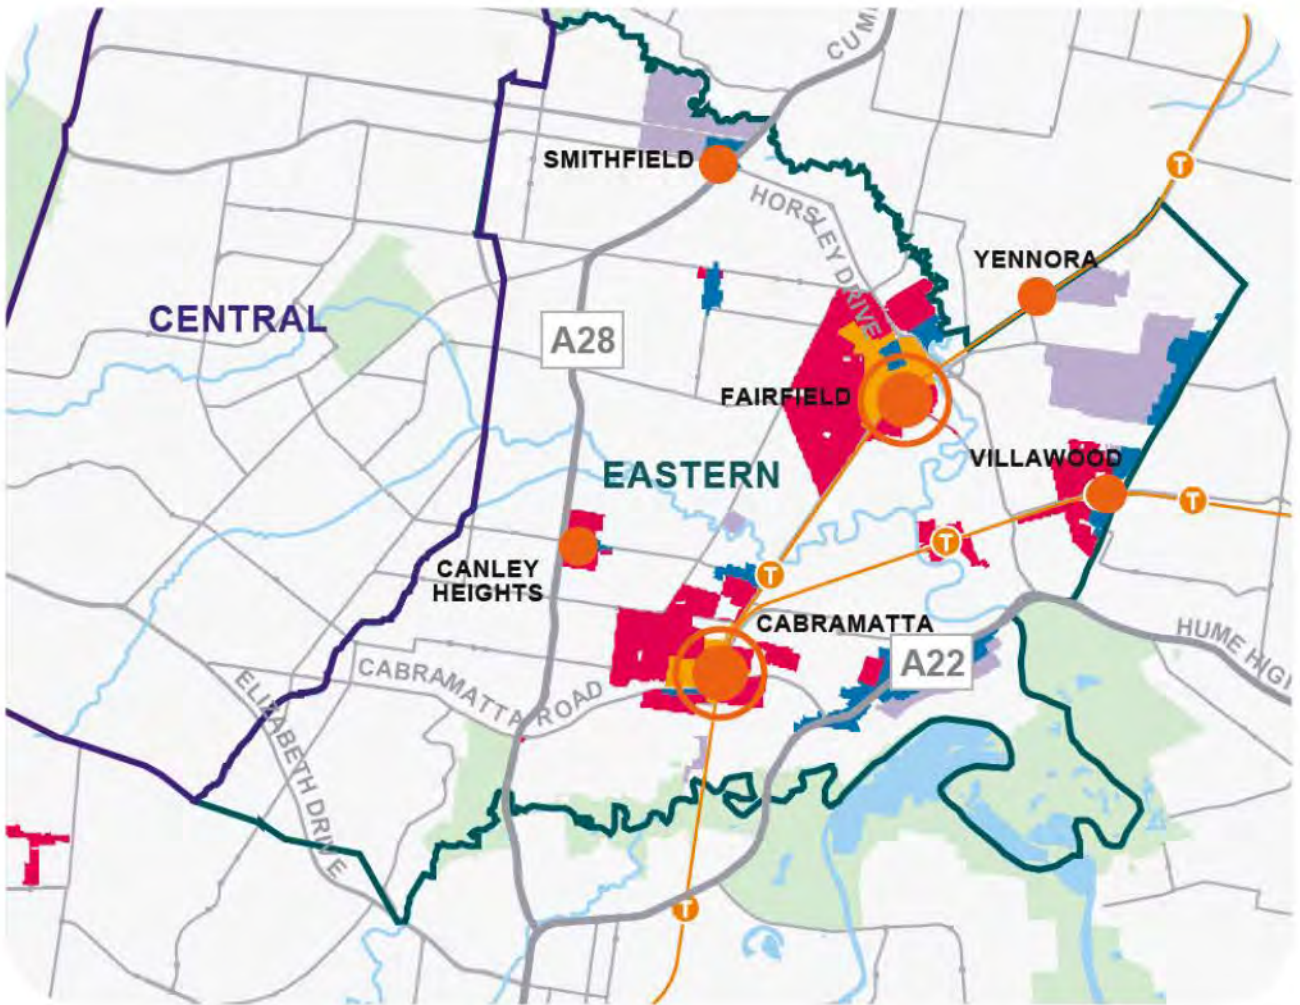 CUM
SMITHFIELD
T
HORSLEY DRIVE
YENNORA
CENTRAL
A28
FAIRFIELD
VILLAWOOD
EASTERN
T
T
CANLEY
HEIGHTS
T
CABRAMATTA
A22
HUME HIGH
CABRAMATTA ROAD
ELIZABETH DRIVE
T